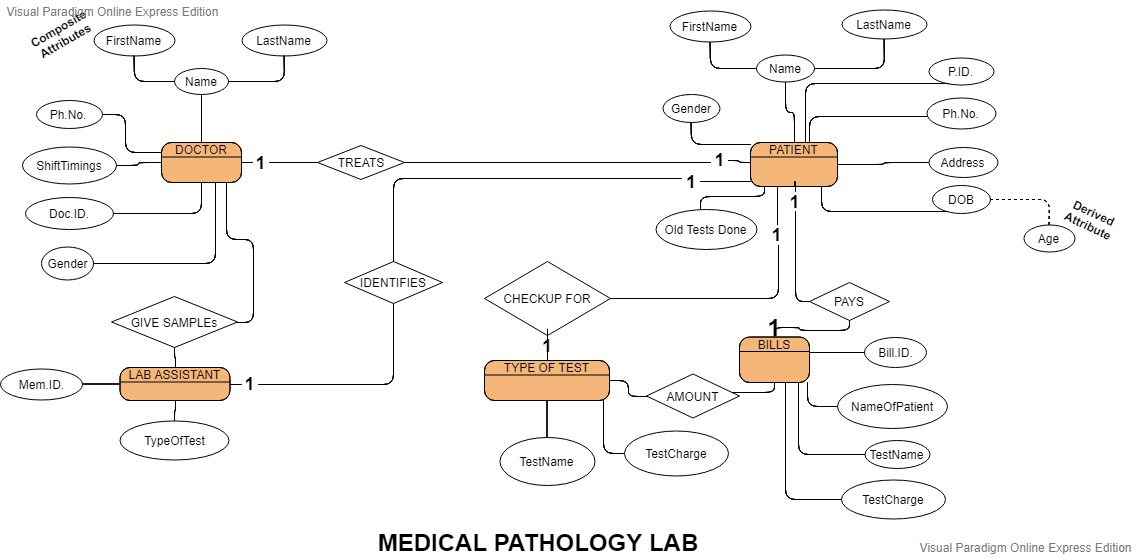 Visual Paradigm Online Express Edition
Composite
Attributes
FirstName
LastName
Name
Ph.No.
ShiftTimings
Doc.ID.
Gender
DOCTOR
1
TREATS
1
FirstName
LastName
Name
P.ID.
Gender
Ph.No.
PATIENT
Address
DOB
Derived
Attribute
Age
Old Tests Done
1
1
1
IDENTIFIES
GIVE SAMPLEs
CHECKUP FOR
PAYS
1
1
LAB ASSISTANT
1
Mem.ID.
TypeOfTest
TYPE OF TEST
AMOUNT
BILLS
Bill.ID.
NameOfPatient
TestName
TestCharge
TestName
TestCharge
MEDICAL PATHOLOGY LAB
Visual Paradigm Online Express Edition